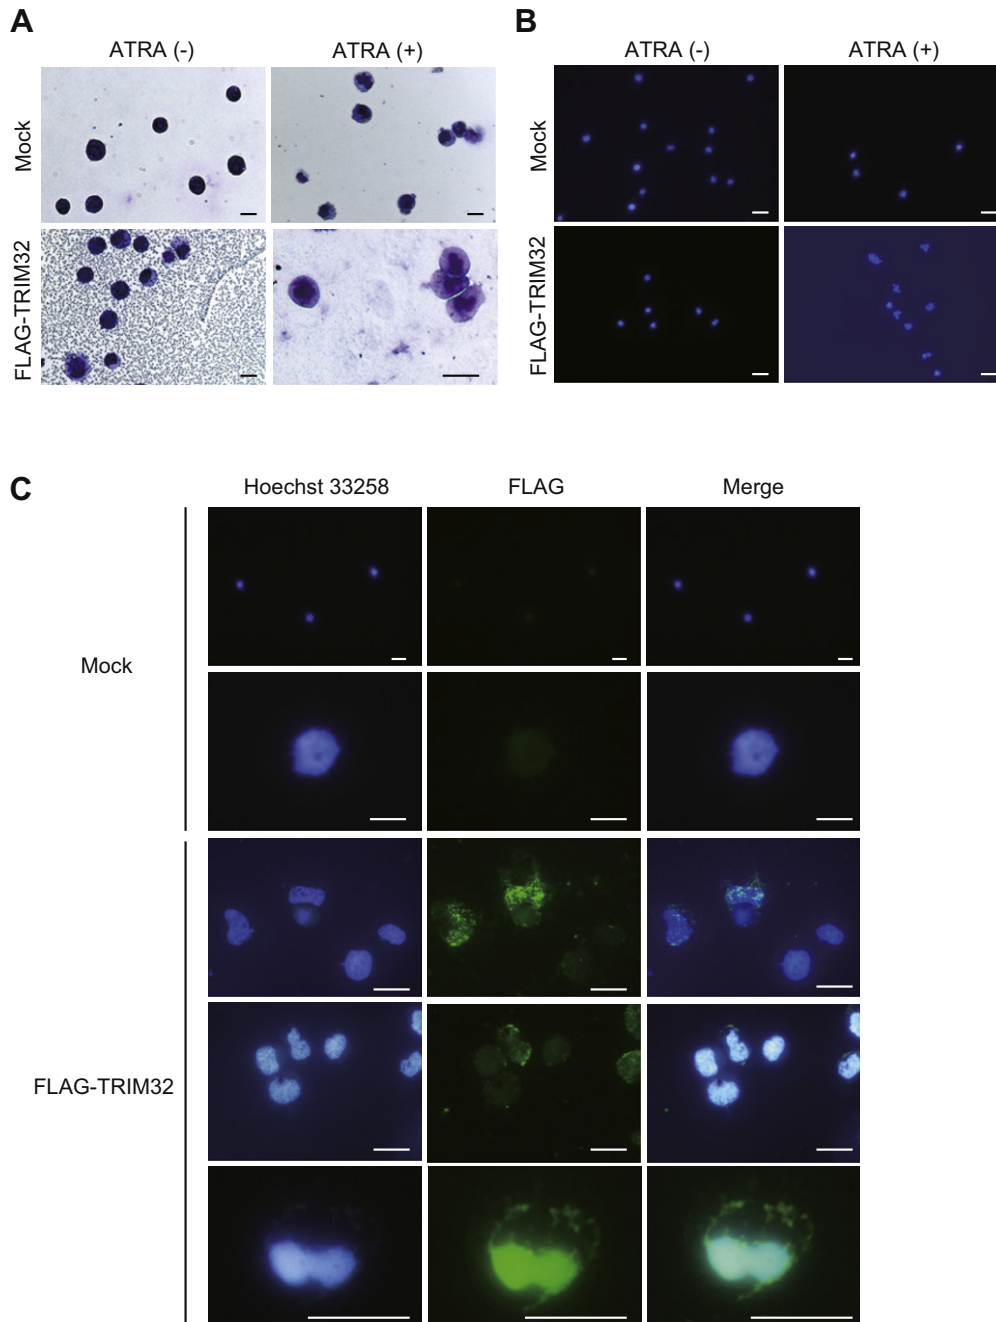 A
ATRA (-)
ATRA (+)
Mock
FLAG-TRIM32
B
ATRA (-)
ATRA (+)
Mock
FLAG-TRIM32
C
Hoechst 33258
FLAG
Merge
Mock
FLAG-TRIM32